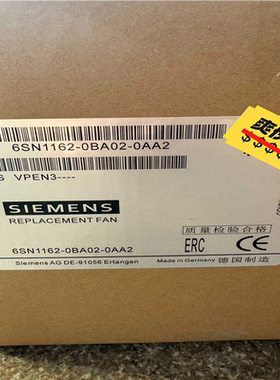 6SN1162-0BA02-0AA2
S VPEN3----
SIEMENS
REPLACEMENT FAN
6SN1162-0BA02-0AA2
Siemens AG DE-91056 Erlangen
质量检验合格
ERC CE
Made in Germany 德国制造
$$$$